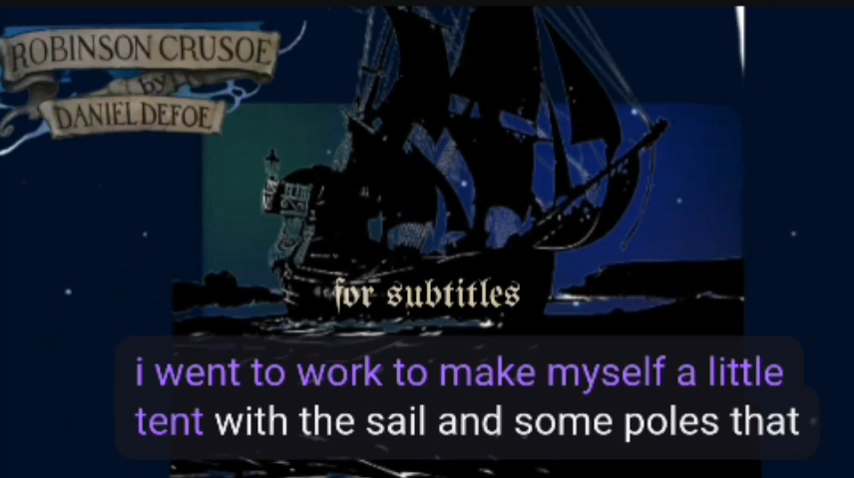 ROBINSON CRUSOE
by
DANIEL DEFOE
for subtitles
i went to work to make myself a little
tent with the sail and some poles that